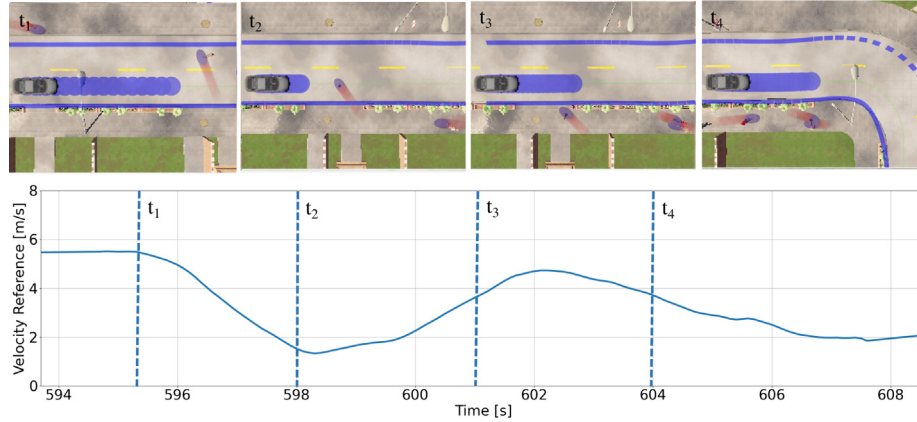 t1
t2
t3
t4
8
6
4
2
0
Velocity Reference [m/s]
t1
t2
t3
t4
594
596
598
600
602
604
606
608
Time [s]